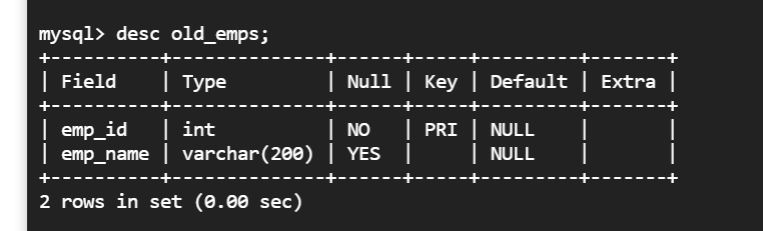 mysql> desc old_emps;
+----------+--------------+------+-----+---------+-------+
| Field    | Type         | Null | Key | Default | Extra |
+----------+--------------+------+-----+---------+-------+
| emp_id   | int          | NO   | PRI | NULL    |       |
| emp_name | varchar(200) | YES  |     | NULL    |       |
+----------+--------------+------+-----+---------+-------+
2 rows in set (0.00 sec)